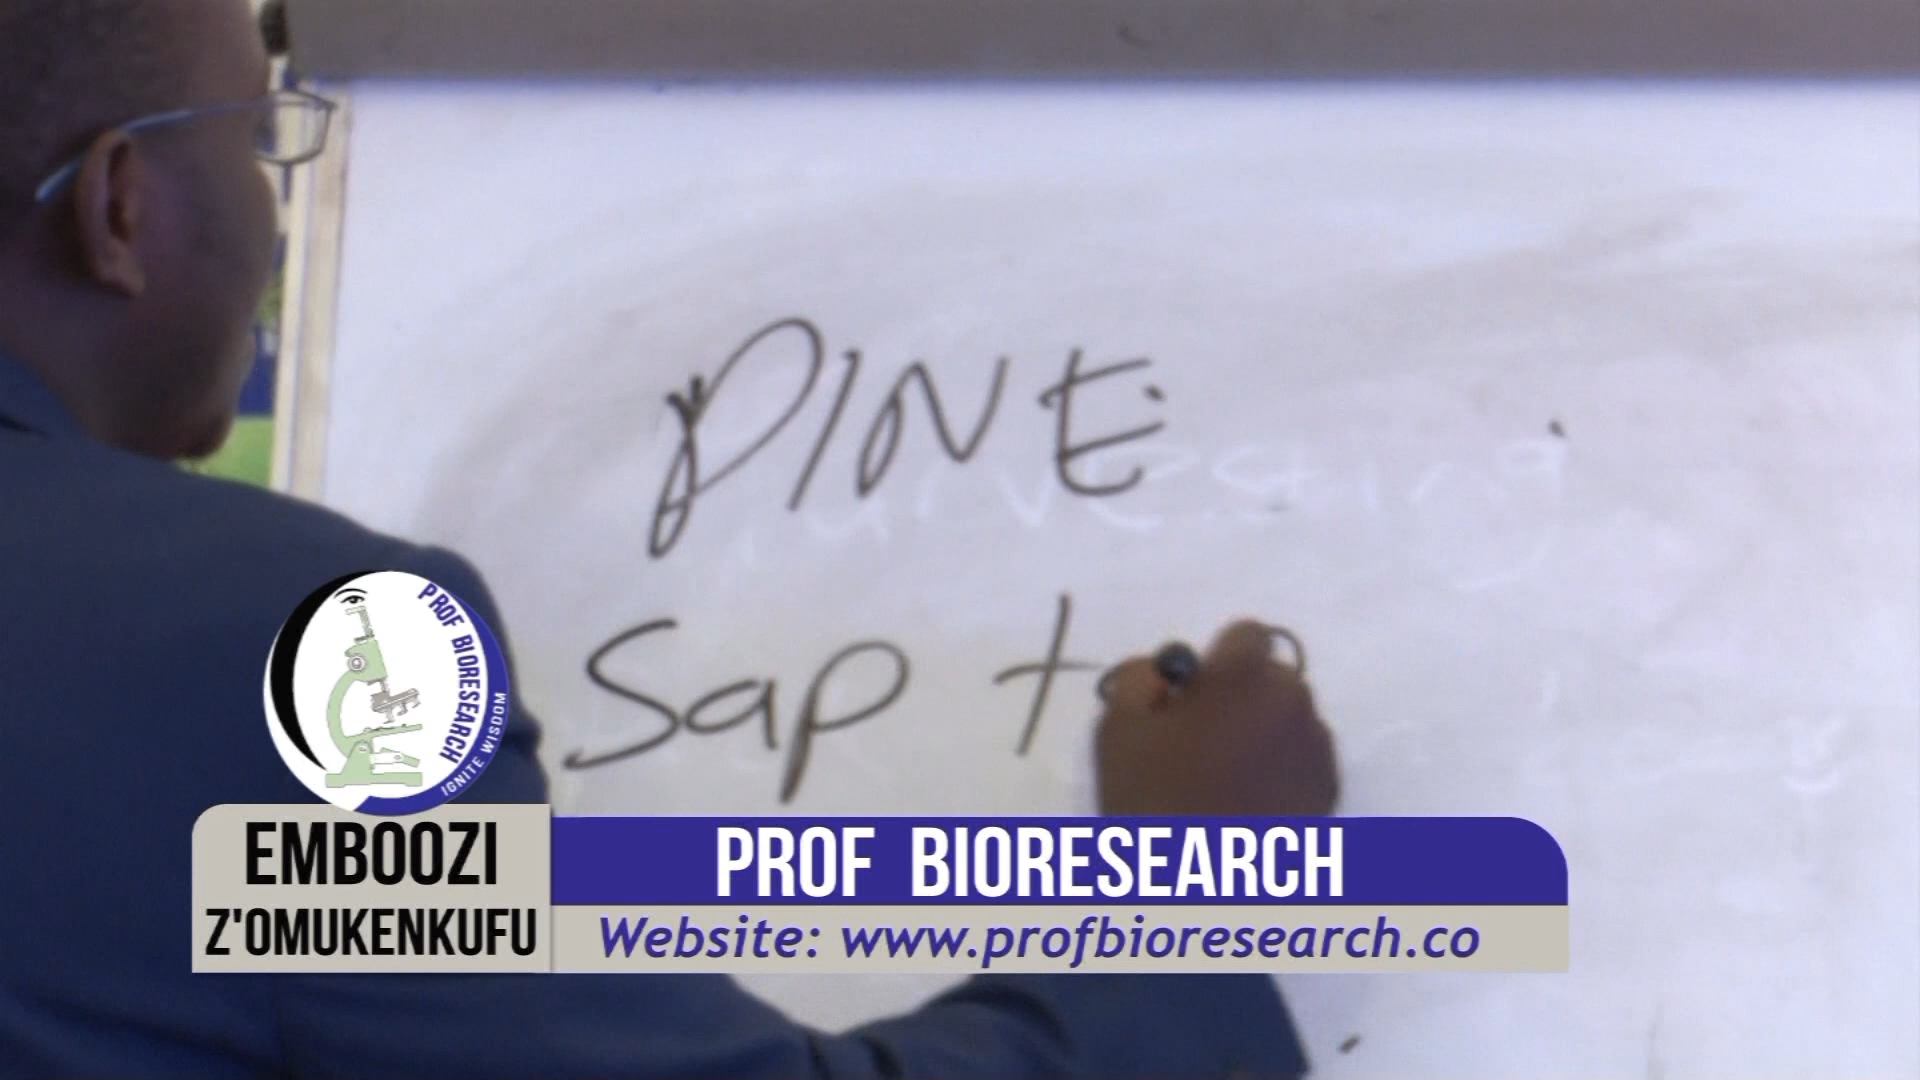 PINE
Sap t
PROF BIORESEARCH
IGNITE WISDOM
EMBOOZI
Z'OMUKENKUFU
PROF BIORESEARCH
Website: www.profbioresearch.co